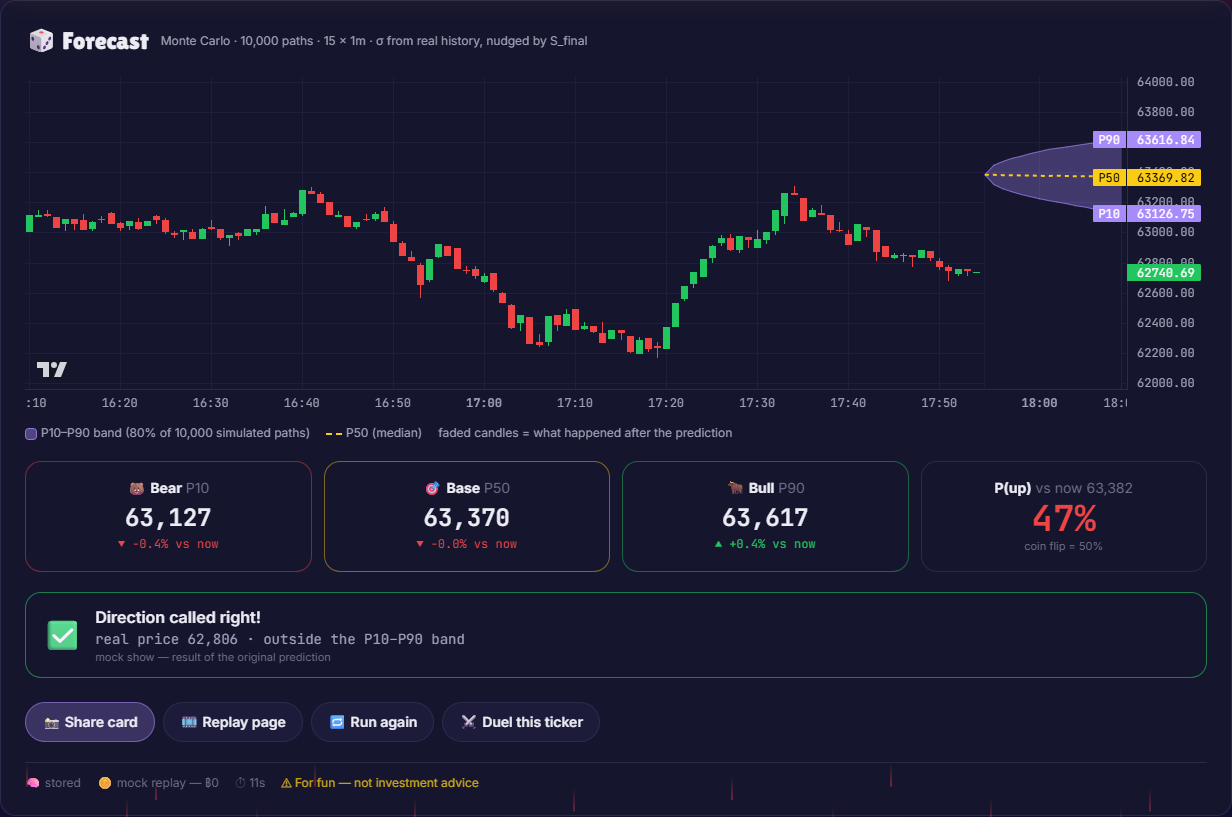 Forecast Monte Carlo · 10,000 paths · 15 × 1m · σ from real history, nudged by S_final
64000.00
63800.00
P90 63616.84
P50 63369.82
63200.00
P10 63126.75
63000.00
62800.00
62740.69
62600.00
62400.00
62200.00
62000.00
:10 16:20 16:30 16:40 16:50 17:00 17:10 17:20 17:30 17:40 17:50 18:00
P10–P90 band (80% of 10,000 simulated paths) P50 (median) faded candles = what happened after the prediction
Bear P10
63,127
▼ -0.4% vs now
Base P50
63,370
▼ -0.0% vs now
Bull P90
63,617
▲ +0.4% vs now
P(up) vs now 63,382
47%
coin flip = 50%
Direction called right!
real price 62,806 · outside the P10–P90 band
mock show — result of the original prediction
Share card Replay page Run again Duel this ticker
stored mock replay — ฿0 11s For fun — not investment advice